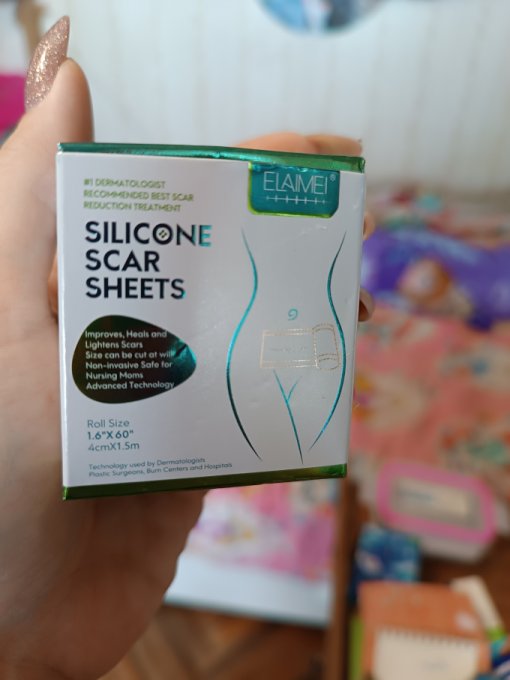 #1 DERMATOLOGIST
RECOMMENDED BEST SCAR
REDUCTION TREATMENT
ELAIMEI®
SILICONE
SCAR
SHEETS
Improves, Heals and
Lightens Scars
Size can be cut at will
Non-invasive Safe for
Nursing Moms
Advanced Technology
Roll Size
1.6"X 60"
4cmX1.5m
Technology used by Dermatologists
Plastic Surgeons, Burn Centers and Hospitals